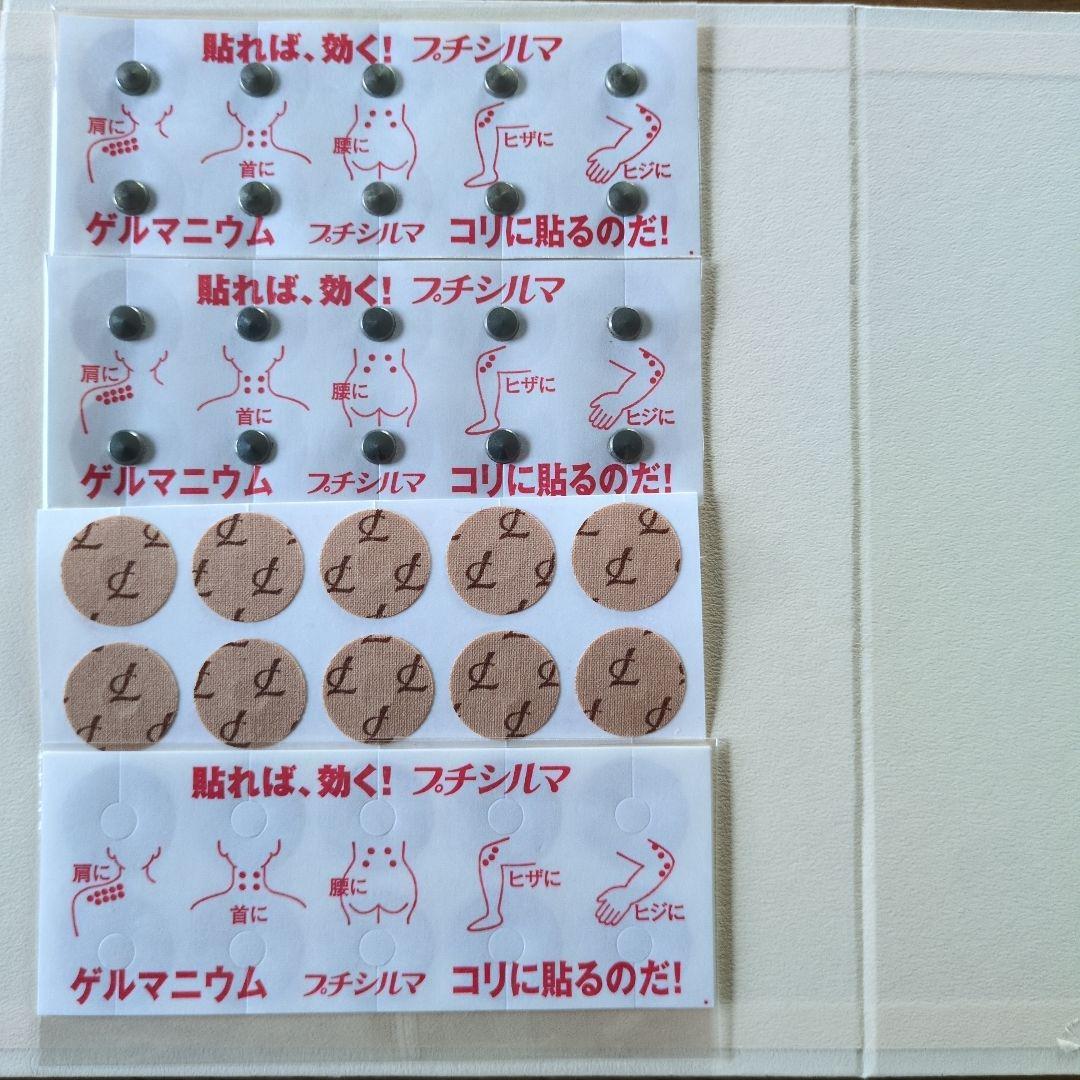 貼れば、効く! プチシルマ
肩に
首に
腰に
ヒザに
ヒジに
ゲルマニウム プチシルマ コリに貼るのだ!
貼れば、効く! プチシルマ
肩に
首に
腰に
ヒザに
ヒジに
ゲルマニウム プチシルマ コリに貼るのだ!
貼れば、効く! プチシルマ
肩に
首に
腰に
ヒザに
ヒジに
ゲルマニウム プチシルマ コリに貼るのだ!